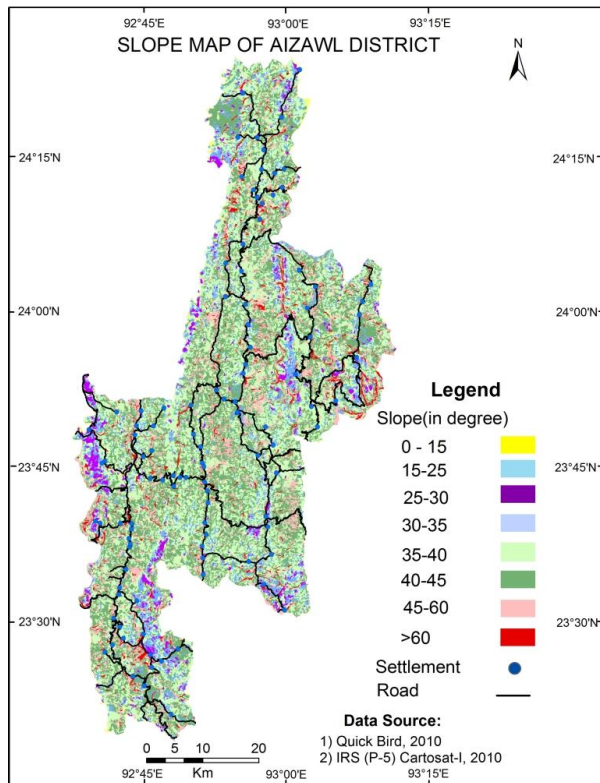 92°45'E 93°00'E 93°15'E
SLOPE MAP OF AIZAWL DISTRICT
N
24°15'N 24°15'N
24°00'N 24°00'N
Legend
Slope(in degree)
0 - 15
15-25
23°45'N 23°45'N
25-30
30-35
35-40
40-45
45-60
23°30'N 23°30'N
>60
Settlement
Road
Data Source:
1) Quick Bird, 2010
2) IRS (P-5) Cartosat-I, 2010
0 5 10 20
Km
92°45'E 93°00'E 93°15'E